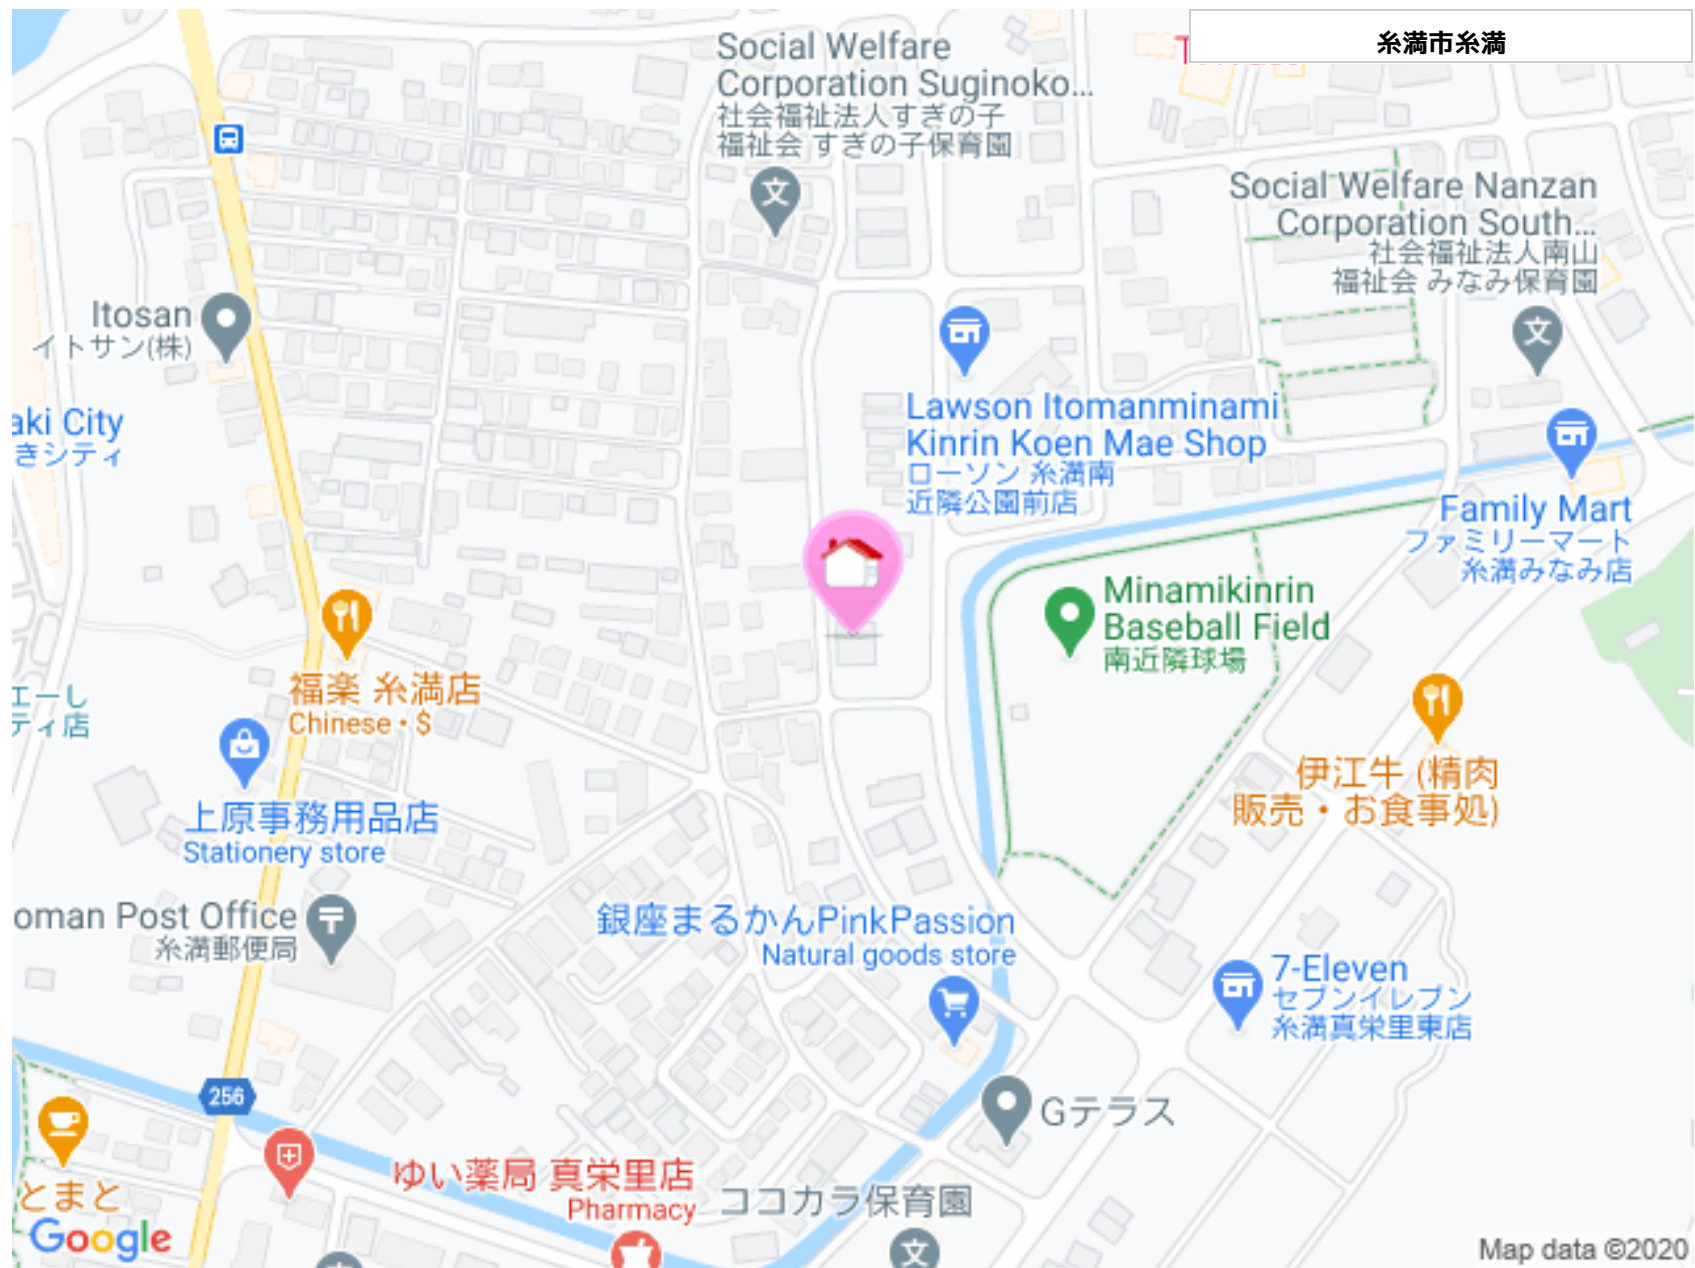 糸満市糸満
Social Welfare
Corporation Suginoko...
社会福祉法人すぎの子
福祉会 すぎの子保育園
Social Welfare Nanzan
Corporation South...
社会福祉法人南山
福祉会 みなみ保育園
Itosan
イトサン(株)
aki City
きシティ
Lawson Itomanminami
Kinrin Koen Mae Shop
ローソン 糸満南
近隣公園前店
Family Mart
ファミリーマート
糸満みなみ店
Minamikinrin
Baseball Field
南近隣球場
福楽 糸満店
Chinese・$
エーし
ティ店
上原事務用品店
Stationery store
伊江牛 (精肉
販売・お食事処)
oman Post Office
糸満郵便局
銀座まるかんPinkPassion
Natural goods store
7-Eleven
セブンイレブン
糸満真栄里東店
256
Gテラス
とまと
ゆい薬局 真栄里店
Pharmacy
ココカラ保育園
Google
Map data ©2020